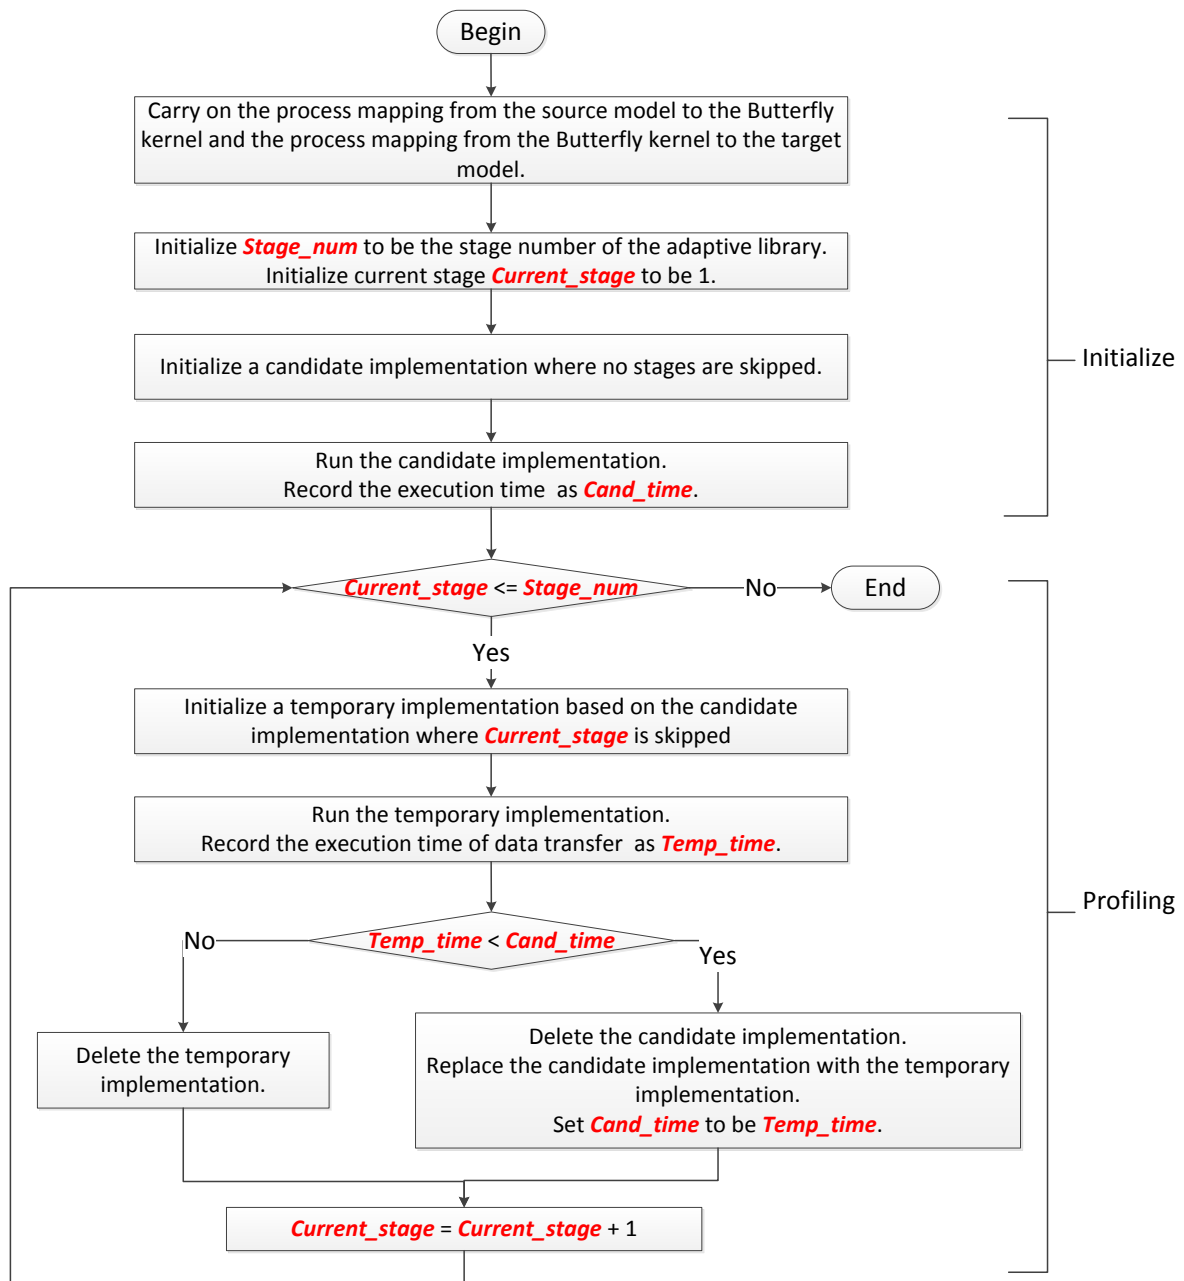 Begin
Carry on the process mapping from the source model to the Butterfly
kernel and the process mapping from the Butterfly kernel to the target
model.
Initialize Stage_num to be the stage number of the adaptive library.
Initialize current stage Current_stage to be 1.
Initialize a candidate implementation where no stages are skipped.
Initialize
Run the candidate implementation.
Record the execution time as Cand_time.
Current_stage <= Stage_num
No
End
Yes
Initialize a temporary implementation based on the candidate
implementation where Current_stage is skipped
Run the temporary implementation.
Record the execution time of data transfer as Temp_time.
Profiling
Temp_time < Cand_time
No
Yes
Delete the temporary
implementation.
Delete the candidate implementation.
Replace the candidate implementation with the temporary
implementation.
Set Cand_time to be Temp_time.
Current_stage = Current_stage + 1